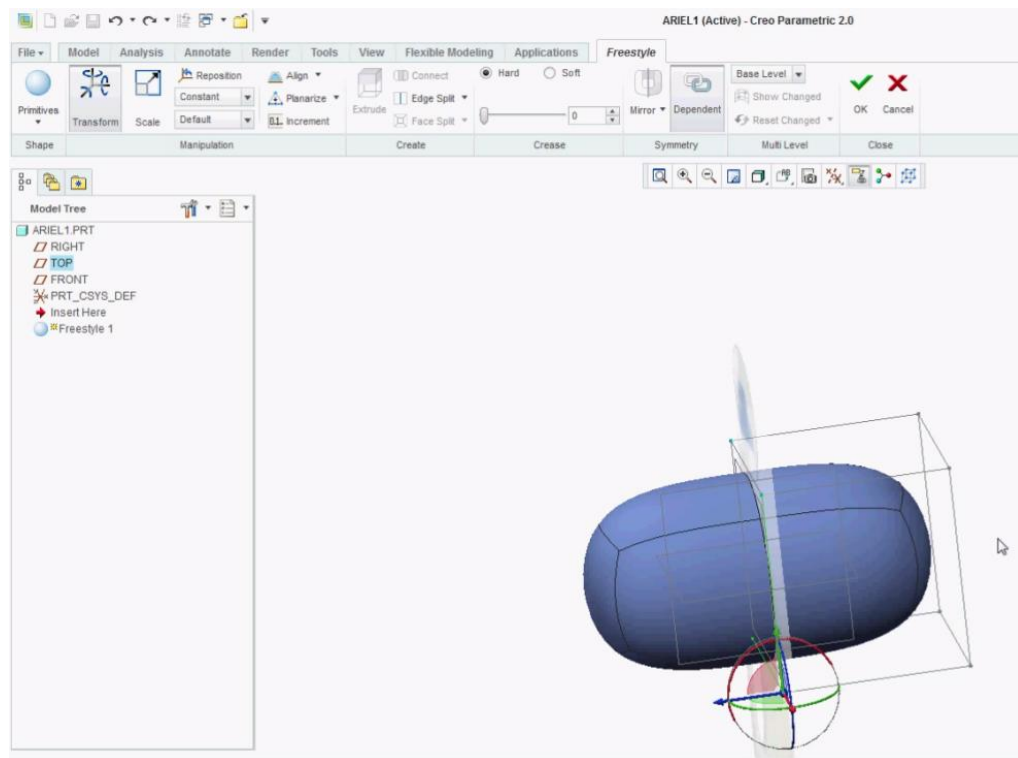 ARIEL1 (Active) - Creo Parametric 2.0
File Model Analysis Annotate Render Tools View Flexible Modeling Applications Freestyle
Primitives
Transform
Scale
Reposition
Constant
Default
Align
Planarize
0.1 Increment
Extrude
Connect
Edge Split
Face Split
Hard Soft
0
Mirror
Dependent
Base Level
Show Changed
Reset Changed
OK Cancel
Shape Manipulation Create Crease Symmetry Multi Level Close
Model Tree
ARIEL1.PRT
RIGHT
TOP
FRONT
PRT_CSYS_DEF
Insert Here
Freestyle 1